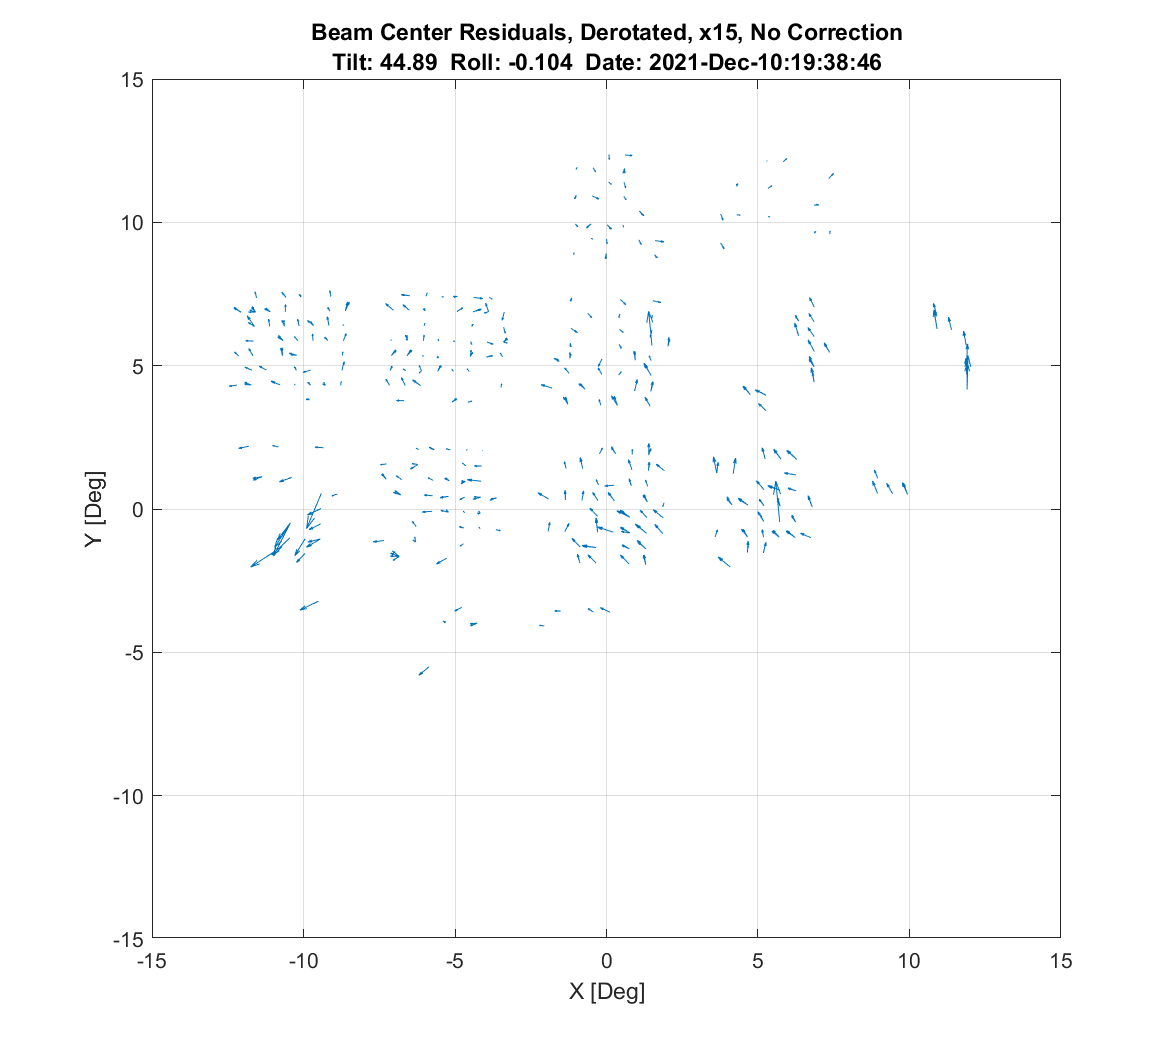 Beam Center Residuals, Derotated, x15, No Correction
Tilt: 44.89 Roll: -0.104 Date: 2021-Dec-10:19:38:46
15
10
5
0
-5
-10
-15
Y [Deg]
-15 -10 -5 0 5 10 15
X [Deg]